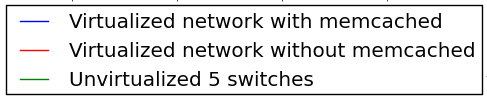 Virtualized network with memcached
Virtualized network without memcached
Unvirtualized 5 switches